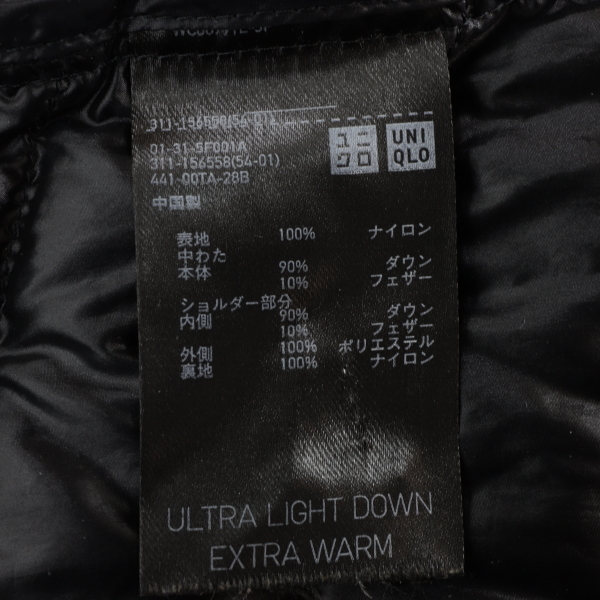 311-156558(54-01)
01-31-5F001A
311-156558(54-01)
441-00TA-28B
中国製
ユニ
クロ
UNI
QLO
表地 100% ナイロン
中わた
本体 90% ダウン
10% フェザー
ショルダー部分
内側 90% ダウン
10% フェザー
外側 100% ポリエステル
裏地 100% ナイロン
ULTRA LIGHT DOWN
EXTRA WARM